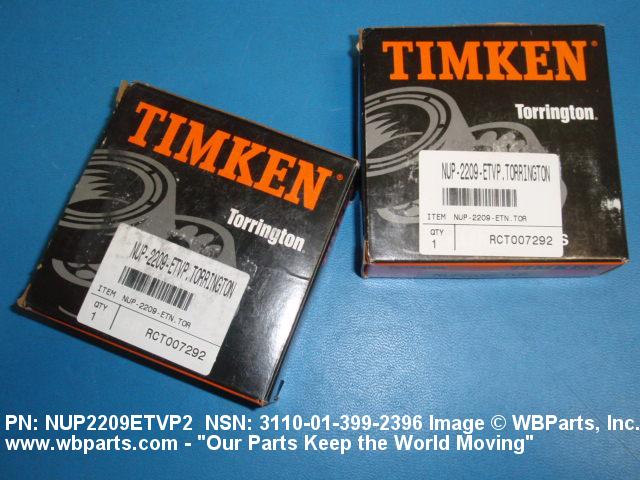 TIMKEN®
Torrington
NUP-2209-ETVP.TORRINGTON
ITEM NUP-2209-ETN.TOR
QTY
1
RCT007292
TIMKEN®
Torrington®
NUP-2209-ETVP.TORRINGTON
ITEM NUP-2209-ETN.TOR
QTY
1
RCT007292
S
PN: NUP2209ETVP2 NSN: 3110-01-399-2396 Image © WBParts, Inc.
www.wbparts.com - "Our Parts Keep the World Moving"